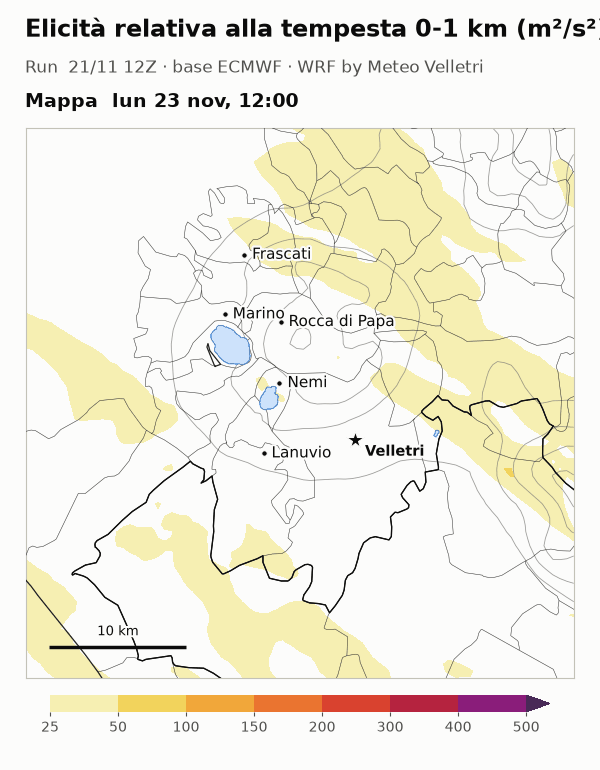 Elicità relativa alla tempesta 0-1 km (m²/s²)
Run  21/11 12Z · base ECMWF · WRF by Meteo Velletri
Mappa  lun 23 nov, 12:00
Frascati
Marino
Rocca di Papa
Nemi
Velletri
Lanuvio
10 km
25 50 100 150 200 300 400 500